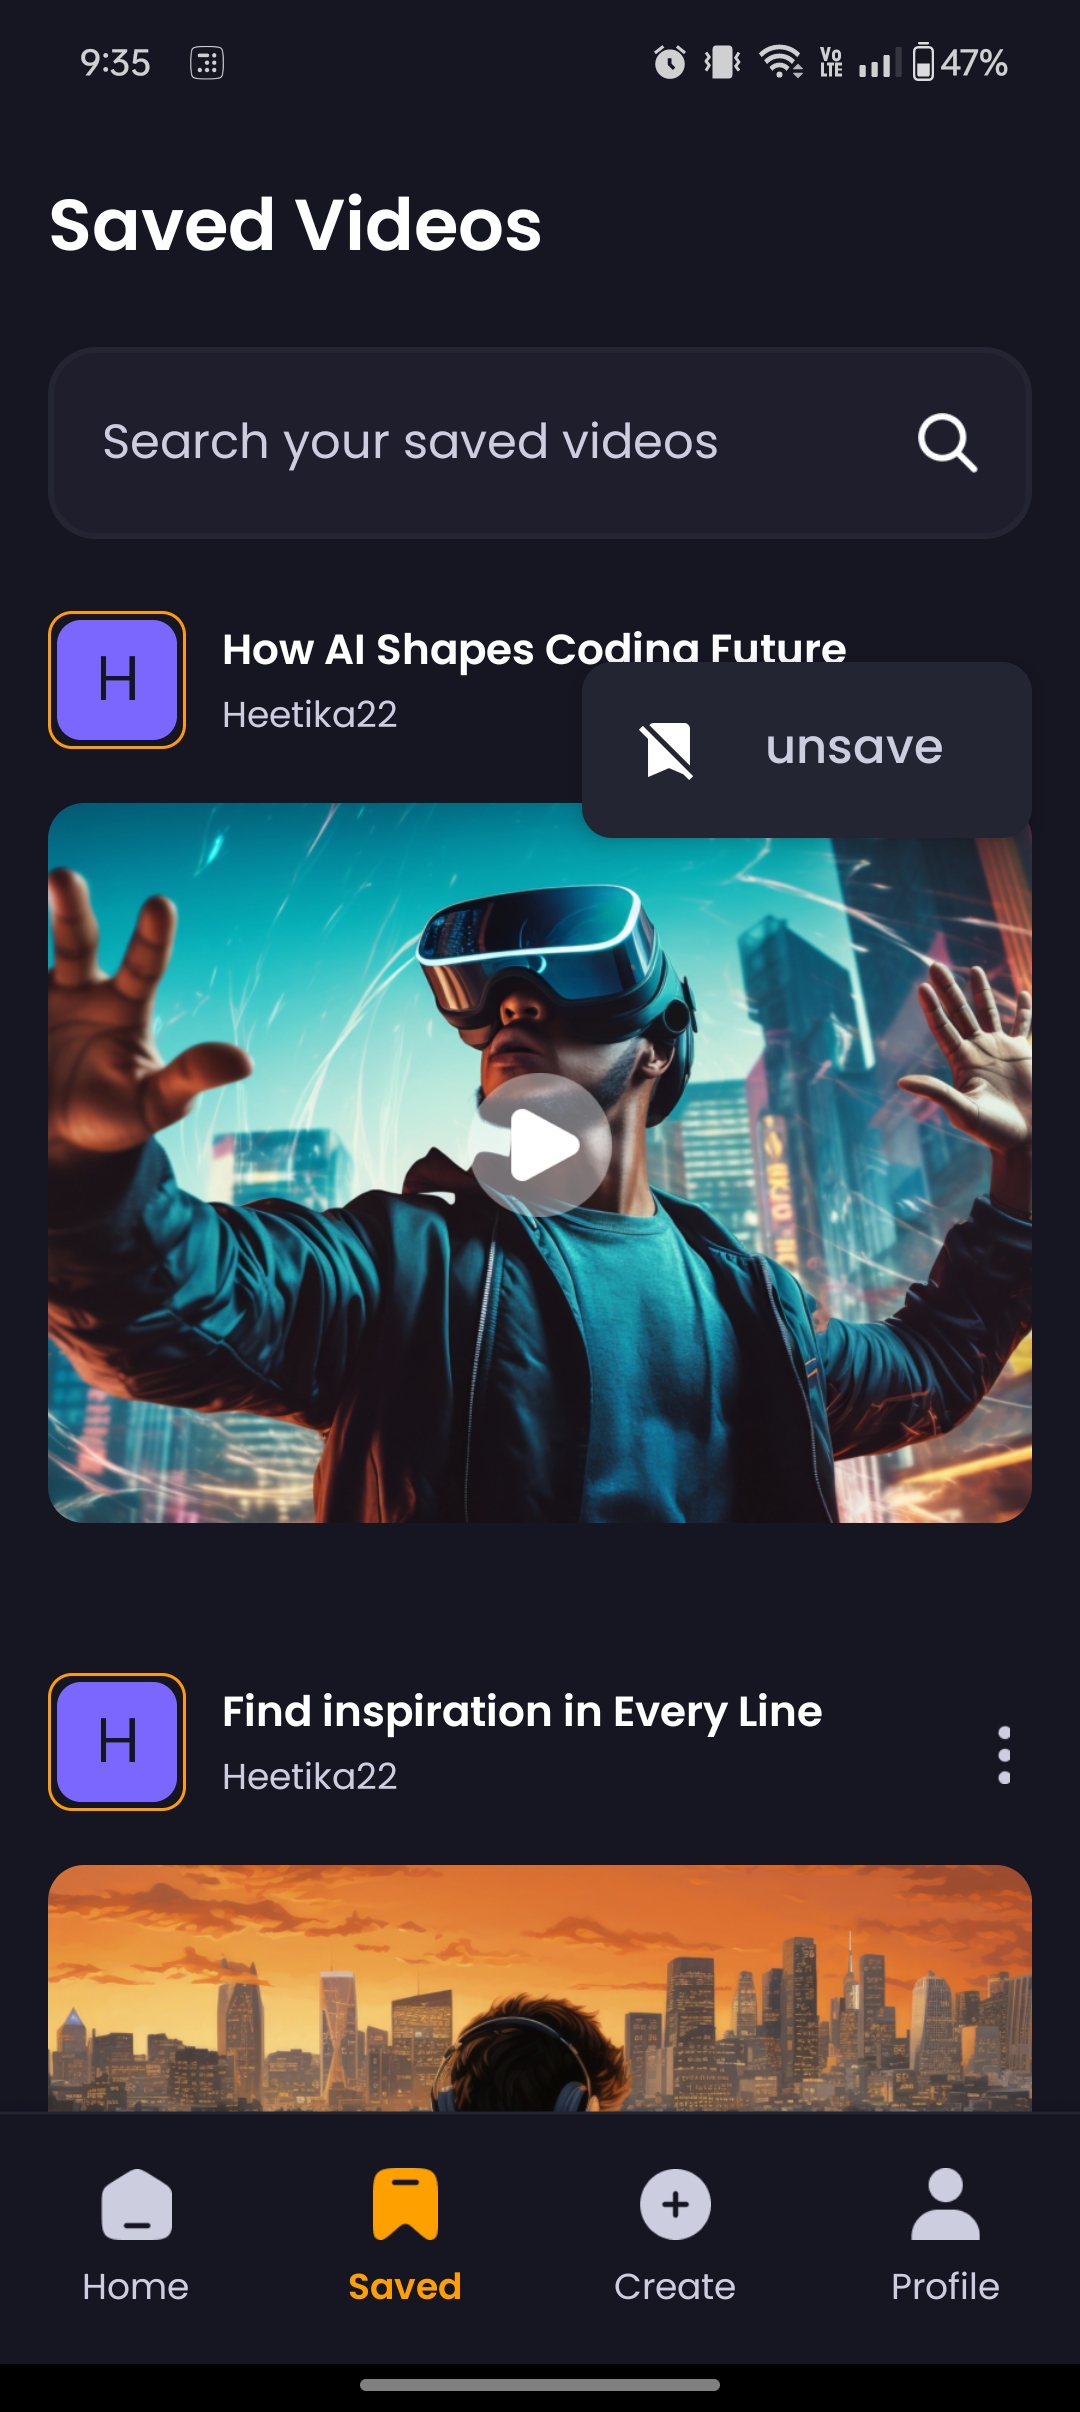 9:35
Vo LTE
47%
Saved Videos
Search your saved videos
H
How AI Shapes Coding Future
Heetika22
unsave
H
Find inspiration in Every Line
Heetika22
Home
Saved
Create
Profile